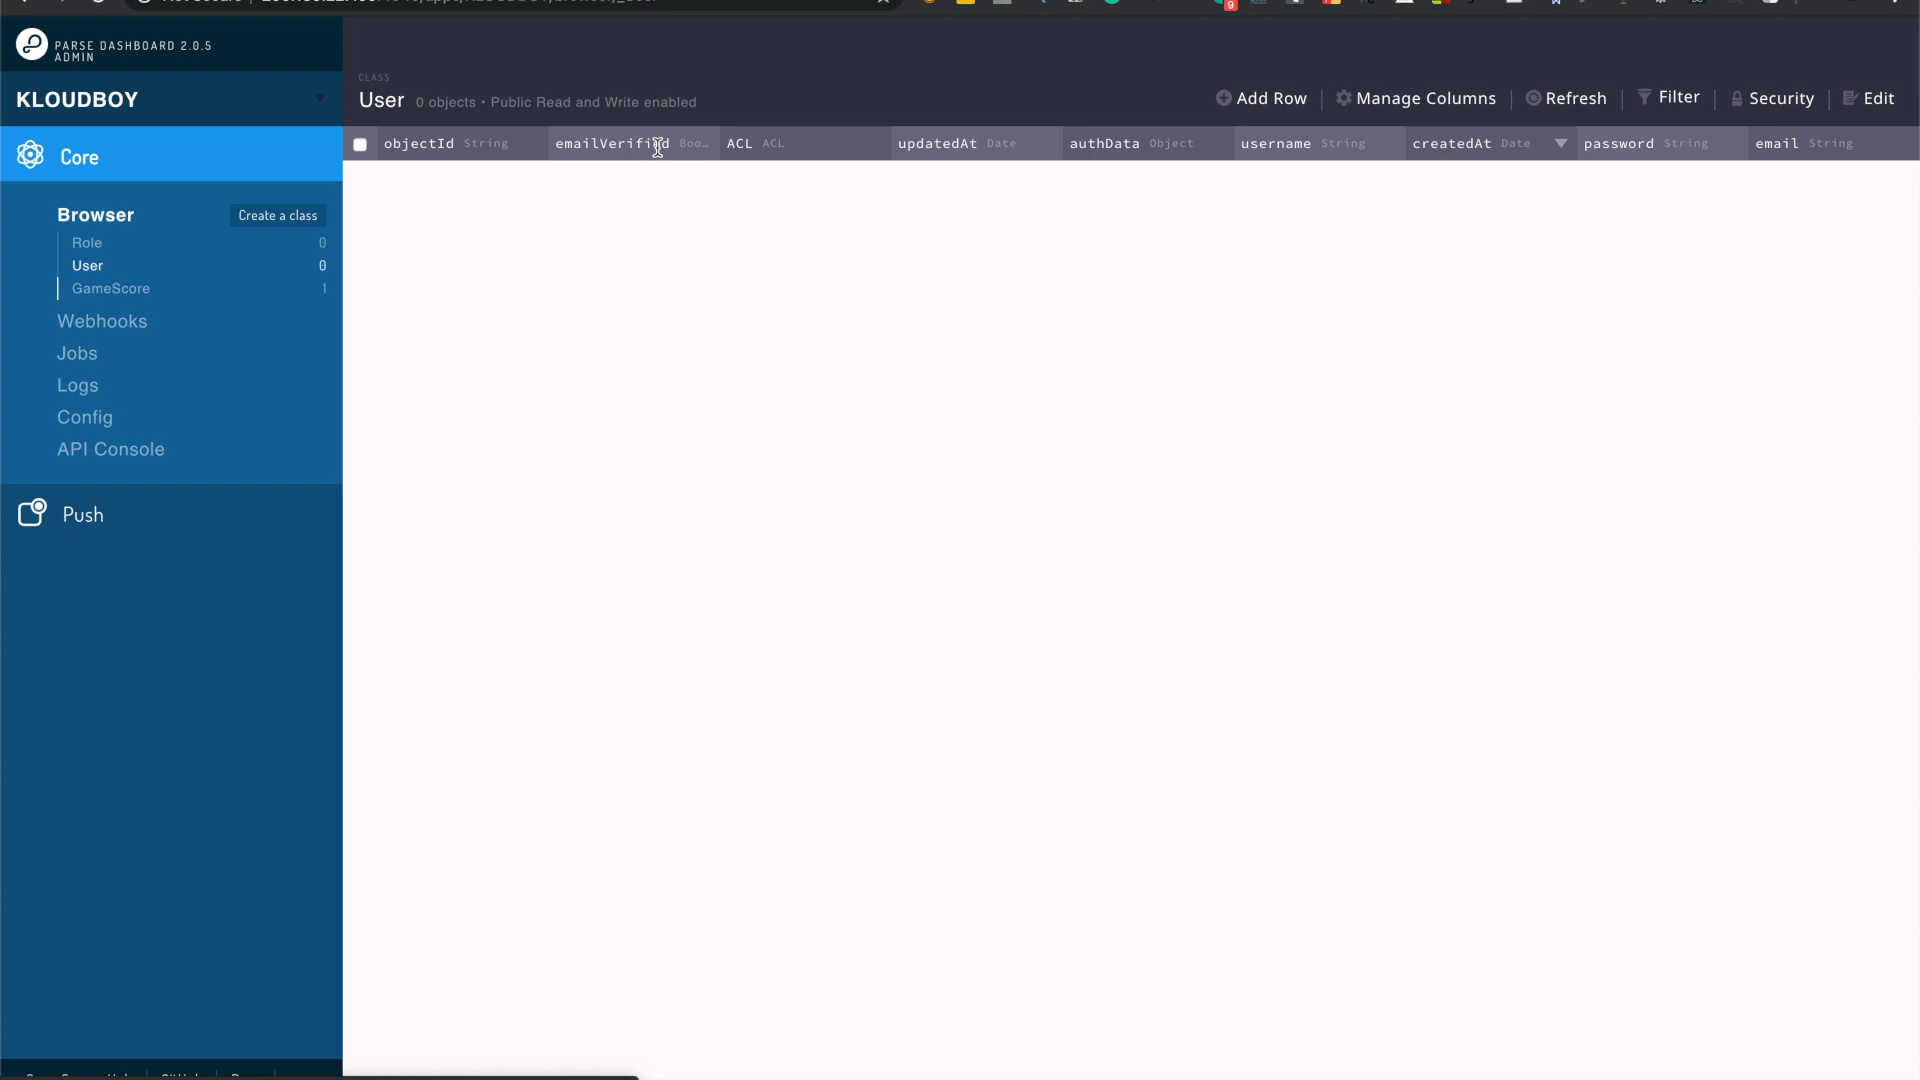 PARSE DASHBOARD 2.0.5
ADMIN
KLOUDBOY
Core
Browser
Create a class
Role 0
User 0
GameScore 1
Webhooks
Jobs
Logs
Config
API Console
Push
CLASS
User 0 objects • Public Read and Write enabled
Add Row
Manage Columns
Refresh
Filter
Security
Edit
objectId String
emailVerified Boo…
ACL ACL
updatedAt Date
authData Object
username String
createdAt Date
password String
email String
9